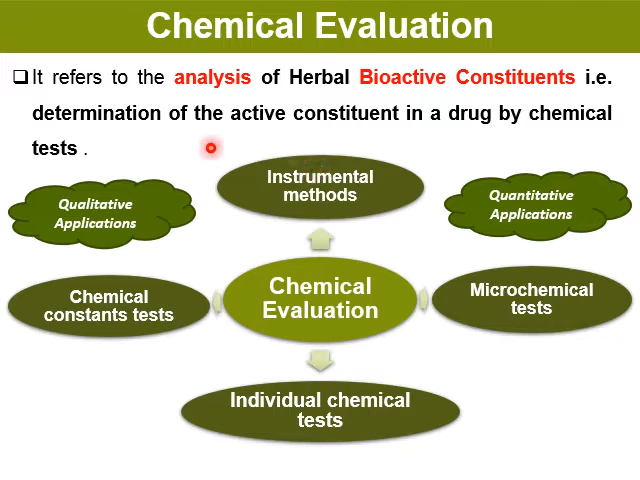 Chemical Evaluation
It refers to the analysis of Herbal Bioactive Constituents i.e.
determination of the active constituent in a drug by chemical
tests .
Instrumental
methods
Qualitative
Applications
Quantitative
Applications
Chemical
constants tests
Chemical
Evaluation
Microchemical
tests
Individual chemical
tests